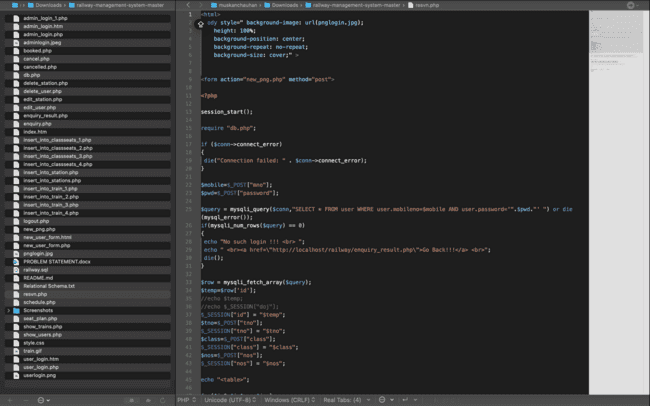 Downloads › railway-management-system-master
admin_login_1.php
admin_login.htm
admin_login.php
adminlogin.jpeg
booked.php
cancel.php
cancelled.php
db.php
delete_station.php
delete_user.php
edit_station.php
edit_user.php
enquiry_result.php
enquiry.php
index.htm
insert_into_classseats_1.php
insert_into_classseats_2.php
insert_into_classseats_3.php
insert_into_classseats_4.php
insert_into_station.php
insert_into_stations.php
insert_into_train_1.php
insert_into_train_2.php
insert_into_train_3.php
insert_into_train_4.php
logout.php
new_png.php
new_user_form.html
new_user_form.php
pnglogin.jpg
PROBLEM STATEMENT.docx
railway.sql
README.md
Relational Schema.txt
resvn.php
schedule.php
Screenshots
seat_plan.php
show_trains.php
show_users.php
style.css
train.gif
user_login.htm
user_login.php
userlogin.png
muskanchauhan › Downloads › railway-management-system-master › resvn.php
1 <html>
ody style=" background-image: url(pnglogin.jpg);
height: 100%;
background-position: center;
background-repeat: no-repeat;
background-size: cover;" >
<form action="new_png.php" method="post">
<?php
session_start();
require "db.php";
if ($conn->connect_error)
{
die("Connection failed: " . $conn->connect_error);
}
$mobile=$_POST["mno"];
$pwd=$_POST["password"];
$query = mysqli_query($conn,"SELECT * FROM user WHERE user.mobileno=$mobile AND user.password='".$pwd."' ") or die
(mysql_error());
if(mysqli_num_rows($query) == 0)
{
echo "No such login !!! <br> ";
echo " <br><a href=\"http://localhost/railway/enquiry_result.php\">Go Back!!!</a> <br>";
die();
}
$row = mysqli_fetch_array($query);
$temp=$row['id'];
//echo $temp;
//echo $_SESSION["doj"];
$_SESSION["id"] = "$temp";
$tno=$_POST["tno"];
$_SESSION["tno"] = "$tno";
$class=$_POST["class"];
$_SESSION["class"] = "$class";
$nos=$_POST["nos"];
$_SESSION["nos"] = "$nos";
echo "<table>";
PHP Unicode (UTF-8) Windows (CRLF) Real Tabs: (4)